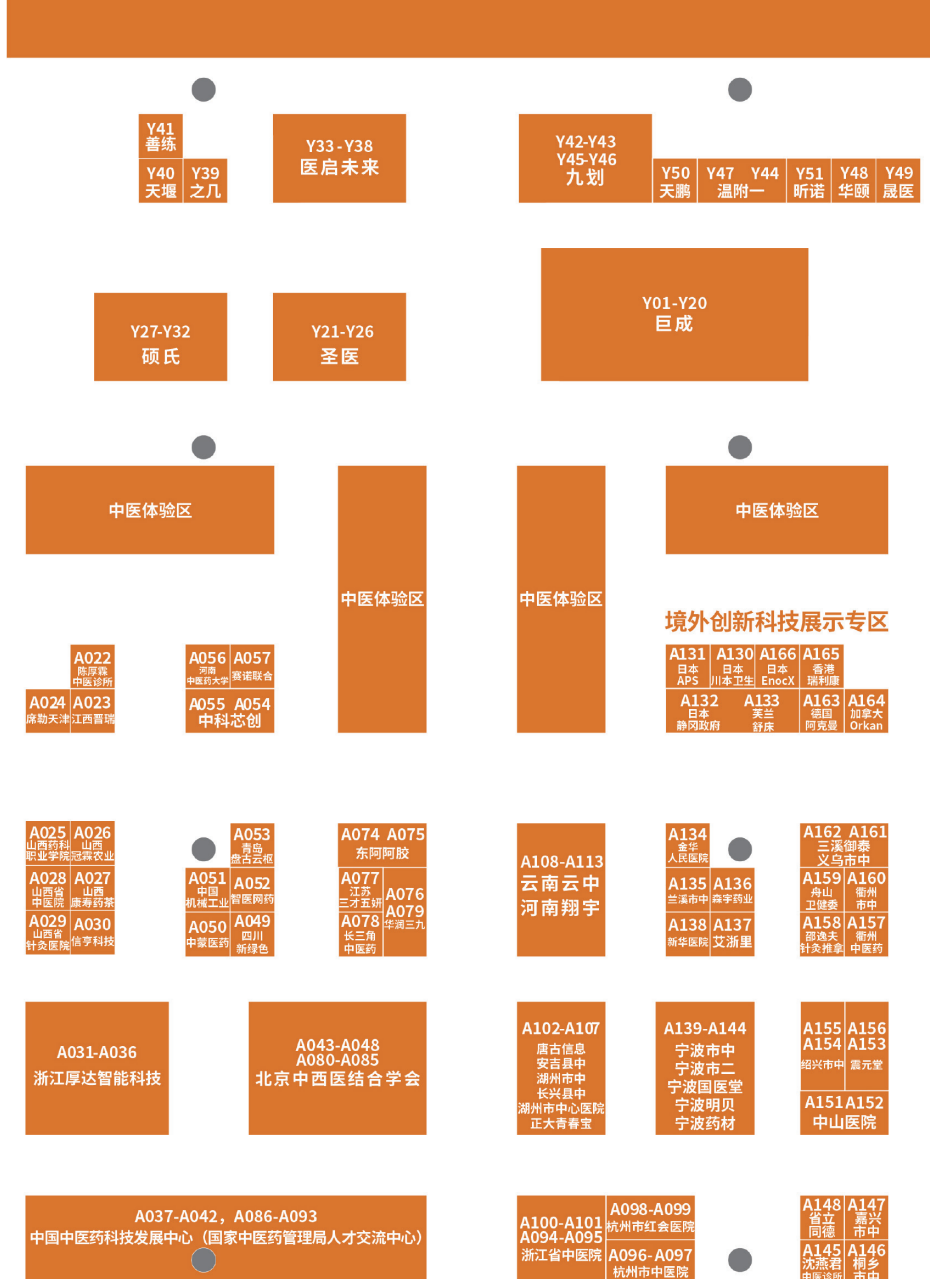 Y41
善练
Y40
天堰
Y39
之几
Y33-Y38
医启未来
Y42-Y43
Y45-Y46
九划
Y50
天鹏
Y47 Y44
温附一
Y51
昕诺
Y48
华颐
Y49
晟医
Y27-Y32
硕氏
Y21-Y26
圣医
Y01-Y20
巨成
中医体验区
中医体验区
中医体验区
中医体验区
境外创新科技展示专区
A022
陈厚霖
中医诊所
A024
席勒天津
A023
江西普瑞
A056
河南
中医药大学
A057
赛诺联合
A055 A054
中科芯创
A131
日本
APS
A130
日本
川本卫生
A166
日本
EnocX
A165
香港
瑞利康
A132
日本
静冈政府
A133
芙兰
舒床
A163
德国
阿克曼
A164
加拿大
Orkan
A025
山西药科
职业学院
A026
山西
冠霖农业
A028
山西省
中医院
A027
山西
康寿药茶
A029
山西省
针灸医院
A030
信亨科技
A053
青岛
盘古云枢
A051
中国
机械工业
A052
智医网药
A050
中蒙医药
A049
四川
新绿色
A074 A075
东阿阿胶
A077
江苏
三才五妍
A076
A079
华润三九
A078
长三角
中医药
A108-A113
云南云中
河南翔宇
A134
金华
人民医院
A135
兰溪市中
A136
森宇药业
A138
新华医院
A137
艾浙里
A162 A161
三溪御泰
义乌市中
A159
舟山
卫健委
A160
衢州
市中
A158
邵逸夫
针灸推拿
A157
衢州
中医药
A031-A036
浙江厚达智能科技
A043-A048
A080-A085
北京中西医结合学会
A102-A107
唐古信息
安吉县中
湖州市中
长兴县中
湖州市中心医院
正大青春宝
A139-A144
宁波市中
宁波市二
宁波国医堂
宁波明贝
宁波药材
A155
A154
绍兴市中
A156
A153
震元堂
A151A152
中山医院
A037-A042，A086-A093
中国中医药科技发展中心（国家中医药管理局人才交流中心）
A100-A101
A094-A095
浙江省中医院
A098-A099
杭州市红会医院
A096-A097
杭州市中医院
A148
省立
同德
A147
嘉兴
市中
A145
沈燕君
中医诊所
A146
桐乡
市中